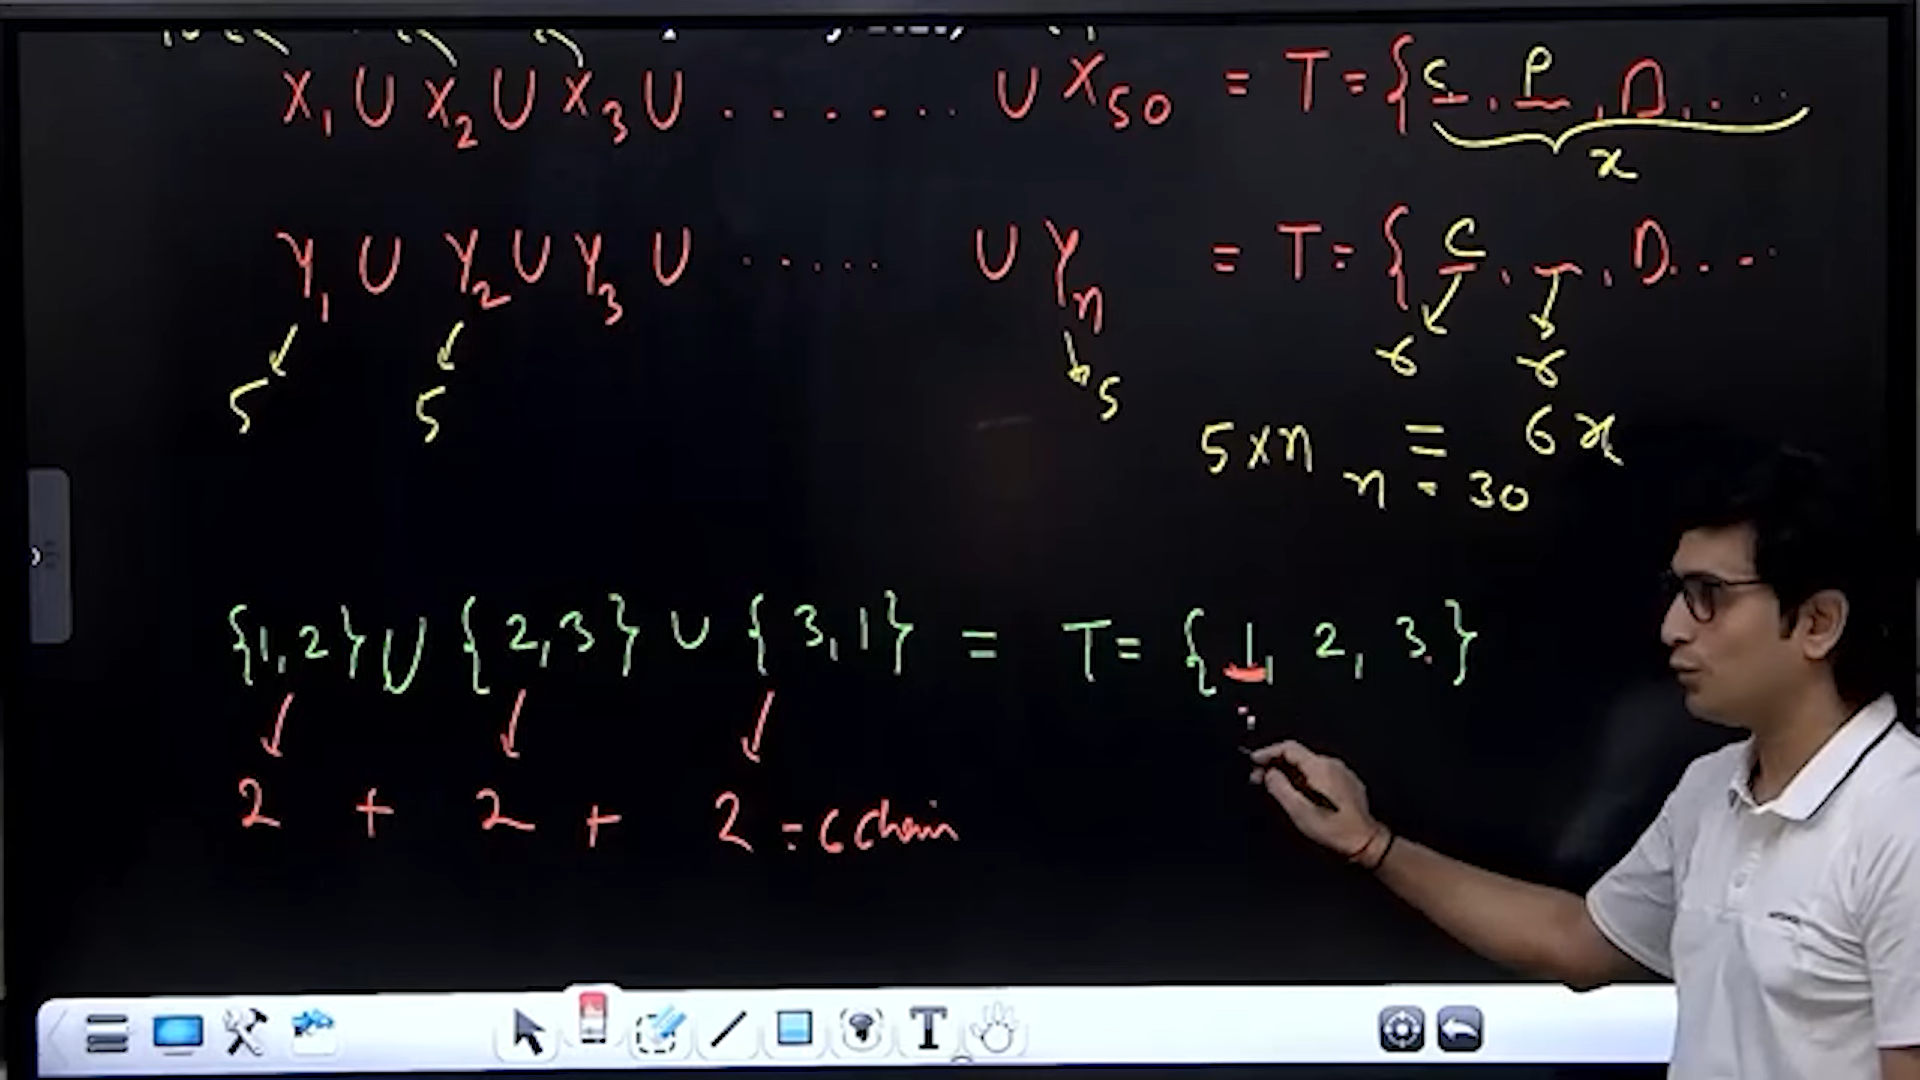 X₁ ∪ X₂ ∪ X₃ ∪ . . . . . . ∪ X₅₀ = T = { C, P, D, . . .
x
Y₁ ∪ Y₂ ∪ Y₃ ∪ . . . . . ∪ Yₙ = T = { C, , D. . . .
6 6
5 5 5
5 × n = 6x
n = 30
{1,2} ∪ {2,3} ∪ {3,1} = T = {1, 2, 3}
2 + 2 + 2 = 6 Chain
T